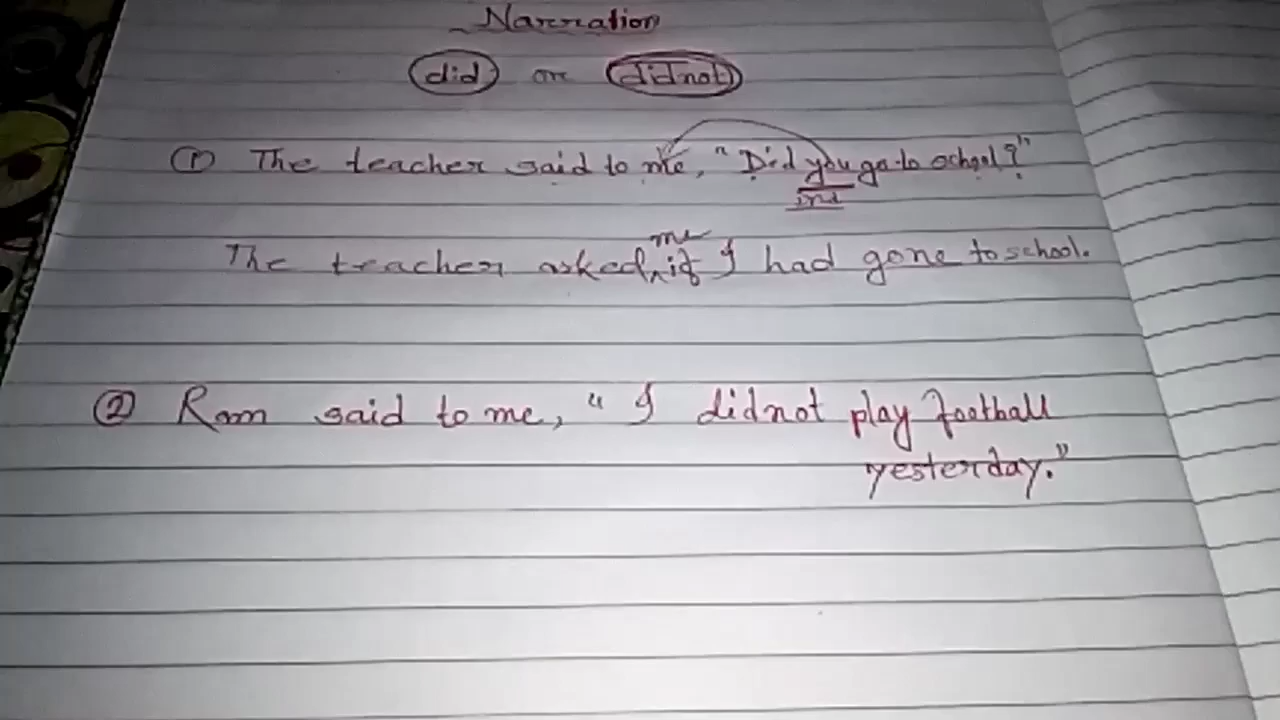 Narration
did or didnot
① The teacher said to me, "Did you go to school?"
ind
me
The teacher asked ^ if I had gone to school.
② Ram said to me, "I didnot play football
yesterday."